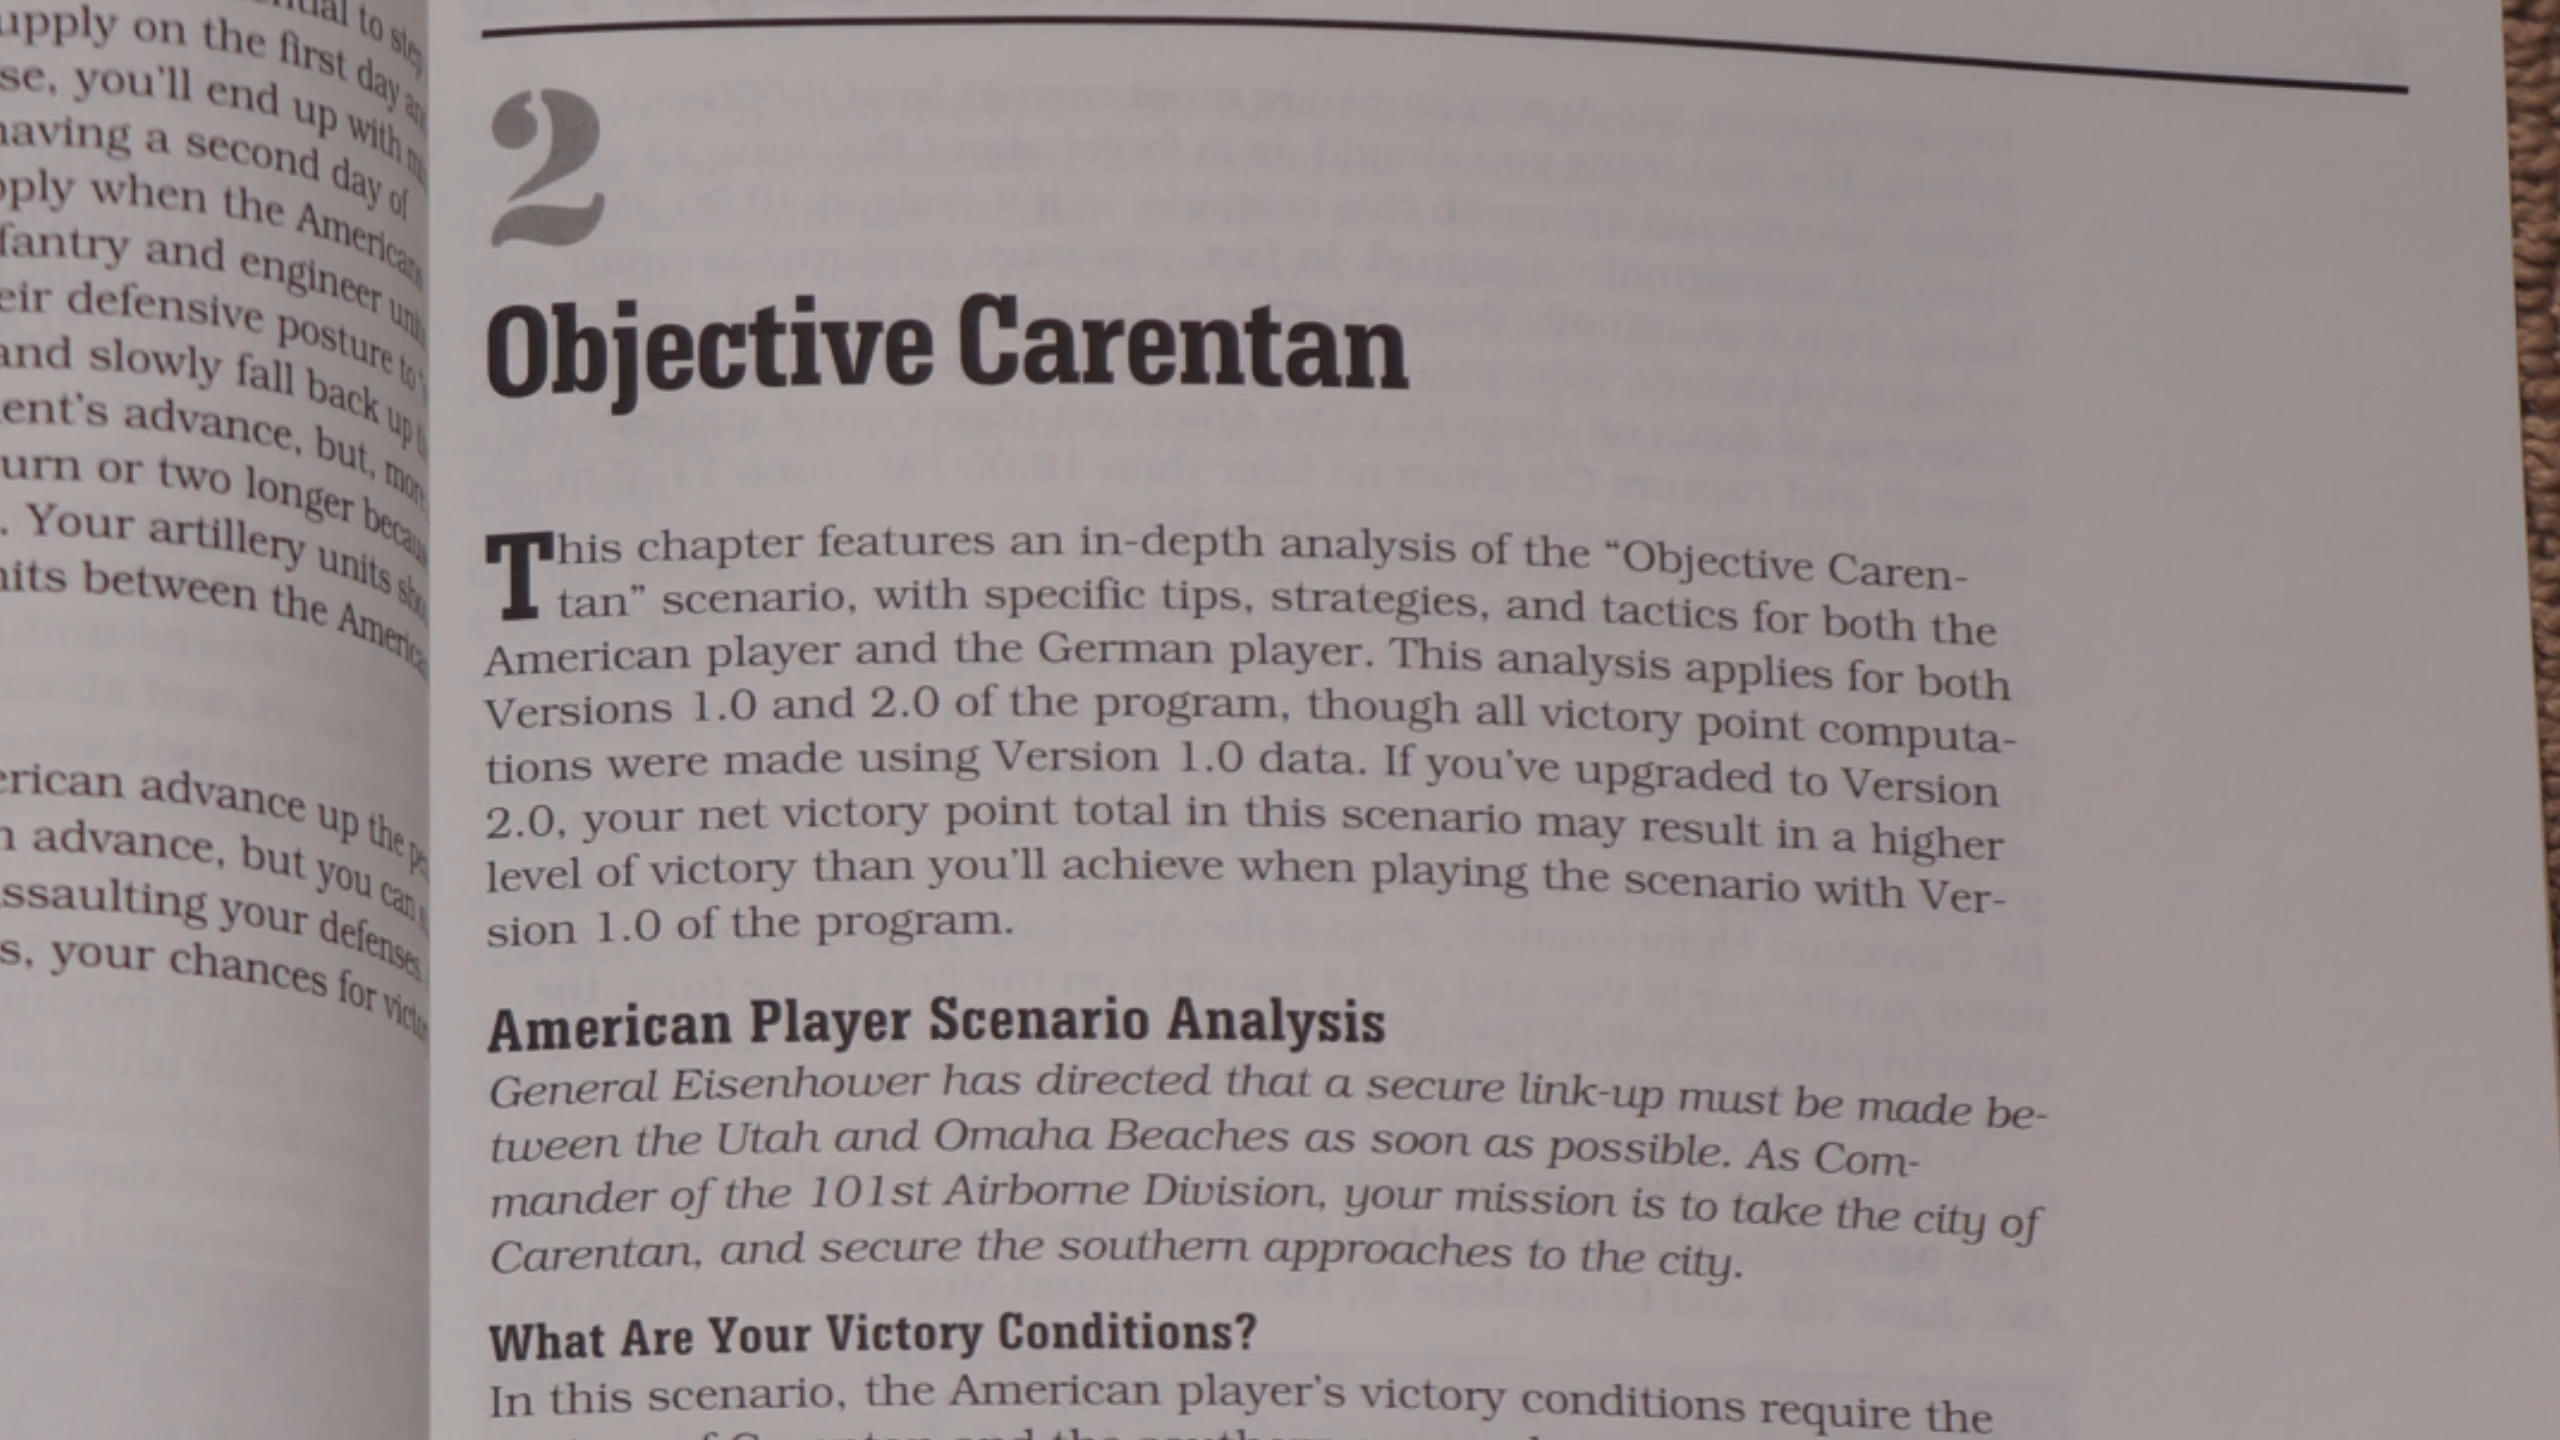 to step
upply on the first day
se, you'll end up with
having a second day of
pply when the Americans
fantry and engineer
eir defensive posture to
and slowly fall back up
ent's advance, but,
urn or two longer
. Your artillery units
nits between the
erican advance up the
n advance, but you can
ssaulting your defenses.
s, your chances for
2
Objective Carentan
This chapter features an in-depth analysis of the “Objective Caren-
tan” scenario, with specific tips, strategies, and tactics for both the
American player and the German player. This analysis applies for both
Versions 1.0 and 2.0 of the program, though all victory point computa-
tions were made using Version 1.0 data. If you've upgraded to Version
2.0, your net victory point total in this scenario may result in a higher
level of victory than you'll achieve when playing the scenario with Ver-
sion 1.0 of the program.
American Player Scenario Analysis
General Eisenhower has directed that a secure link-up must be made be-
tween the Utah and Omaha Beaches as soon as possible. As Com-
mander of the 101st Airborne Division, your mission is to take the city of
Carentan, and secure the southern approaches to the city.
What Are Your Victory Conditions?
In this scenario, the American player's victory conditions require the